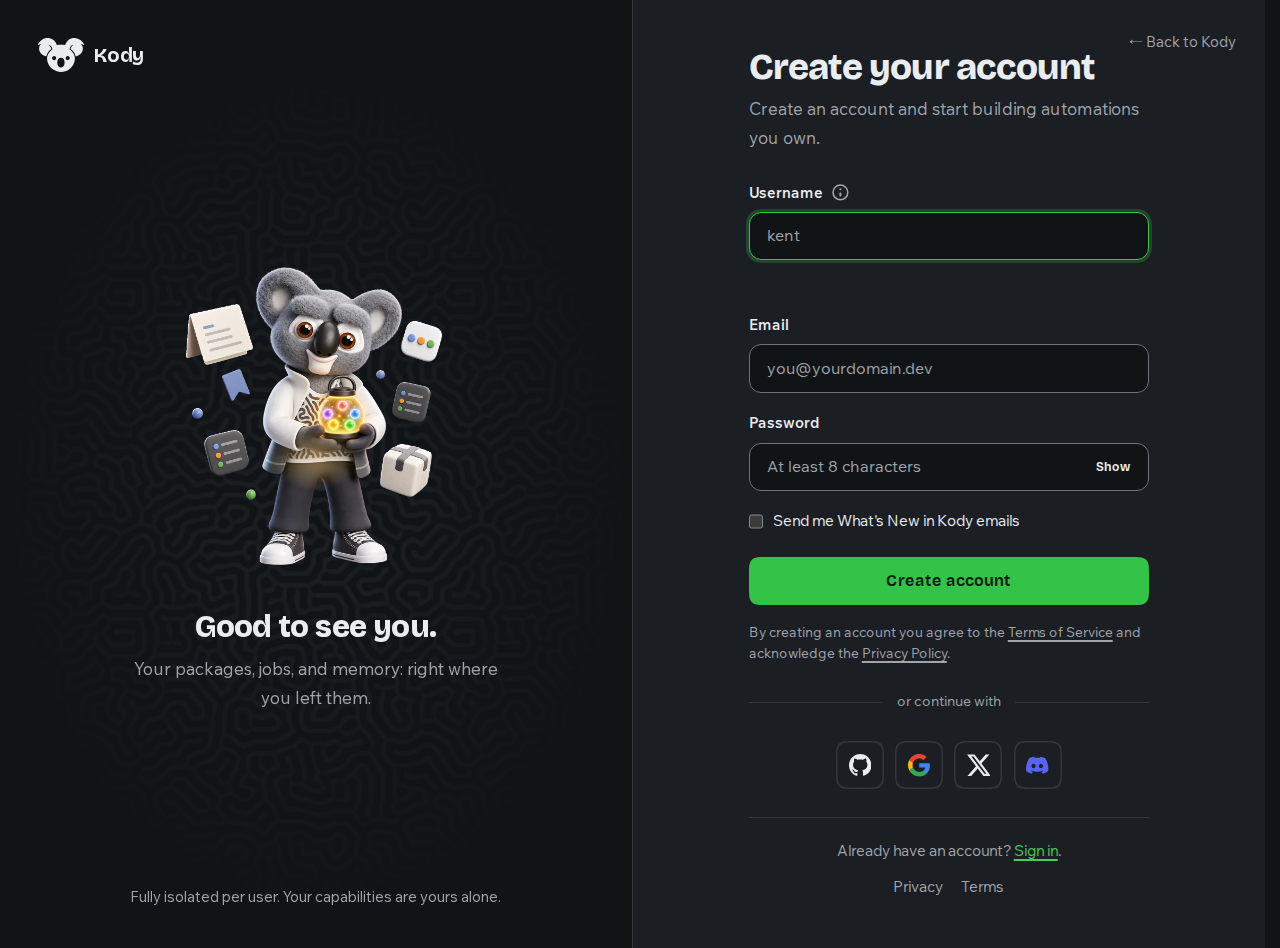 Kody
Good to see you.
Your packages, jobs, and memory: right where
you left them.
Fully isolated per user. Your capabilities are yours alone.
← Back to Kody
Create your account
Create an account and start building automations
you own.
Username
kent
Email
you@yourdomain.dev
Password
At least 8 characters
Show
Send me What's New in Kody emails
Create account
By creating an account you agree to the Terms of Service and
acknowledge the Privacy Policy.
or continue with
Already have an account? Sign in.
Privacy Terms